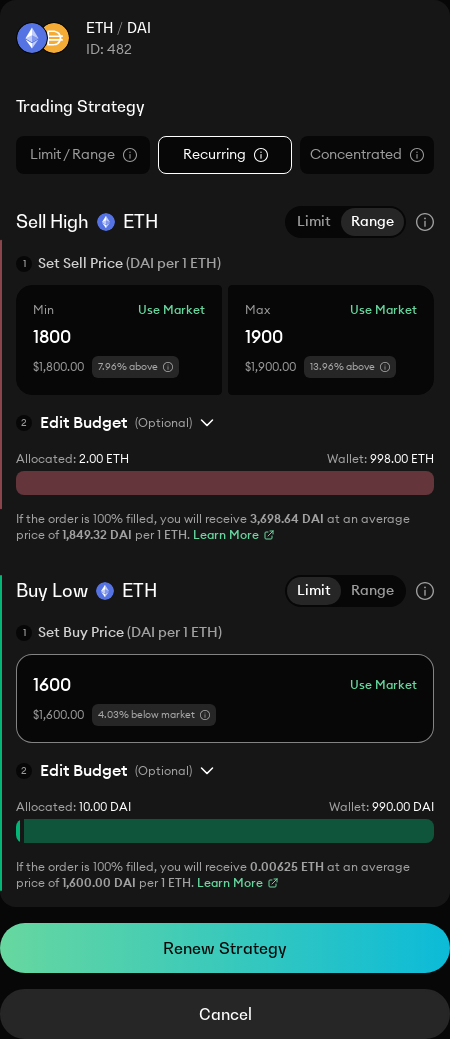 ETH / DAI
ID: 482
Trading Strategy
Limit / Range
Recurring
Concentrated
Sell High ETH
Limit Range
1 Set Sell Price (DAI per 1 ETH)
Min Use Market
1800
$1,800.00 7.96% above
Max Use Market
1900
$1,900.00 13.96% above
2 Edit Budget (Optional)
Allocated: 2.00 ETH Wallet: 998.00 ETH
If the order is 100% filled, you will receive 3,698.64 DAI at an average
price of 1,849.32 DAI per 1 ETH. Learn More
Buy Low ETH
Limit Range
1 Set Buy Price (DAI per 1 ETH)
1600 Use Market
$1,600.00 4.03% below market
2 Edit Budget (Optional)
Allocated: 10.00 DAI Wallet: 990.00 DAI
If the order is 100% filled, you will receive 0.00625 ETH at an average
price of 1,600.00 DAI per 1 ETH. Learn More
Renew Strategy
Cancel